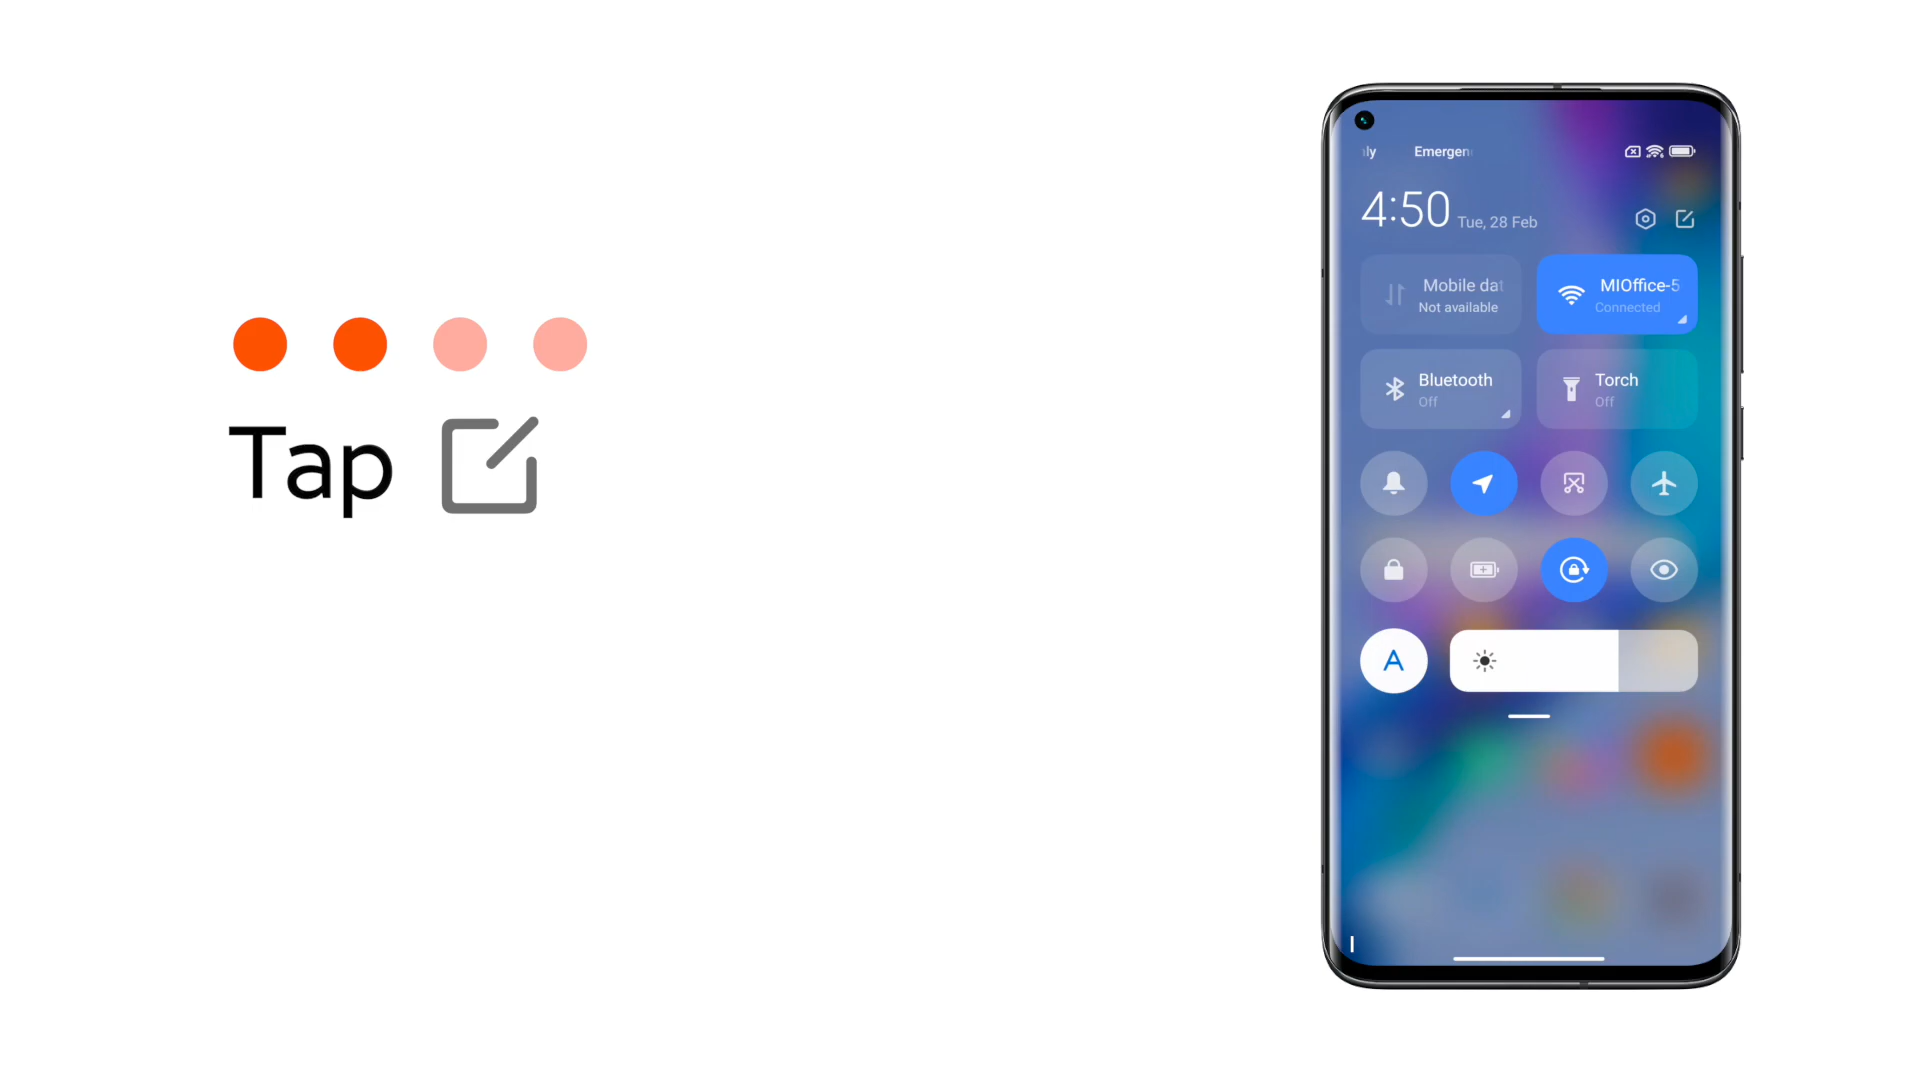 Tap
ly Emergen
4:50 Tue, 28 Feb
Mobile dat
Not available
MIOffice-5
Connected
Bluetooth
Off
Torch
Off
A